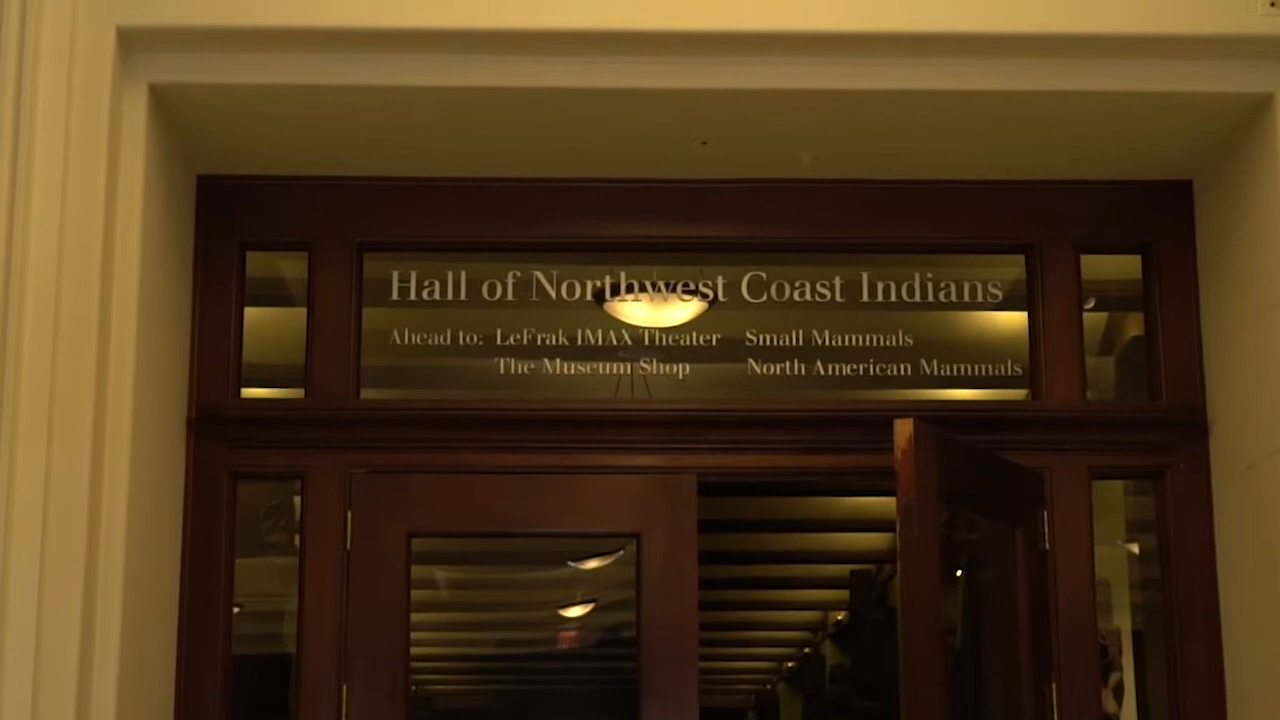 Hall of Northwest Coast Indians
Ahead to: LeFrak IMAX Theater Small Mammals
The Museum Shop North American Mammals